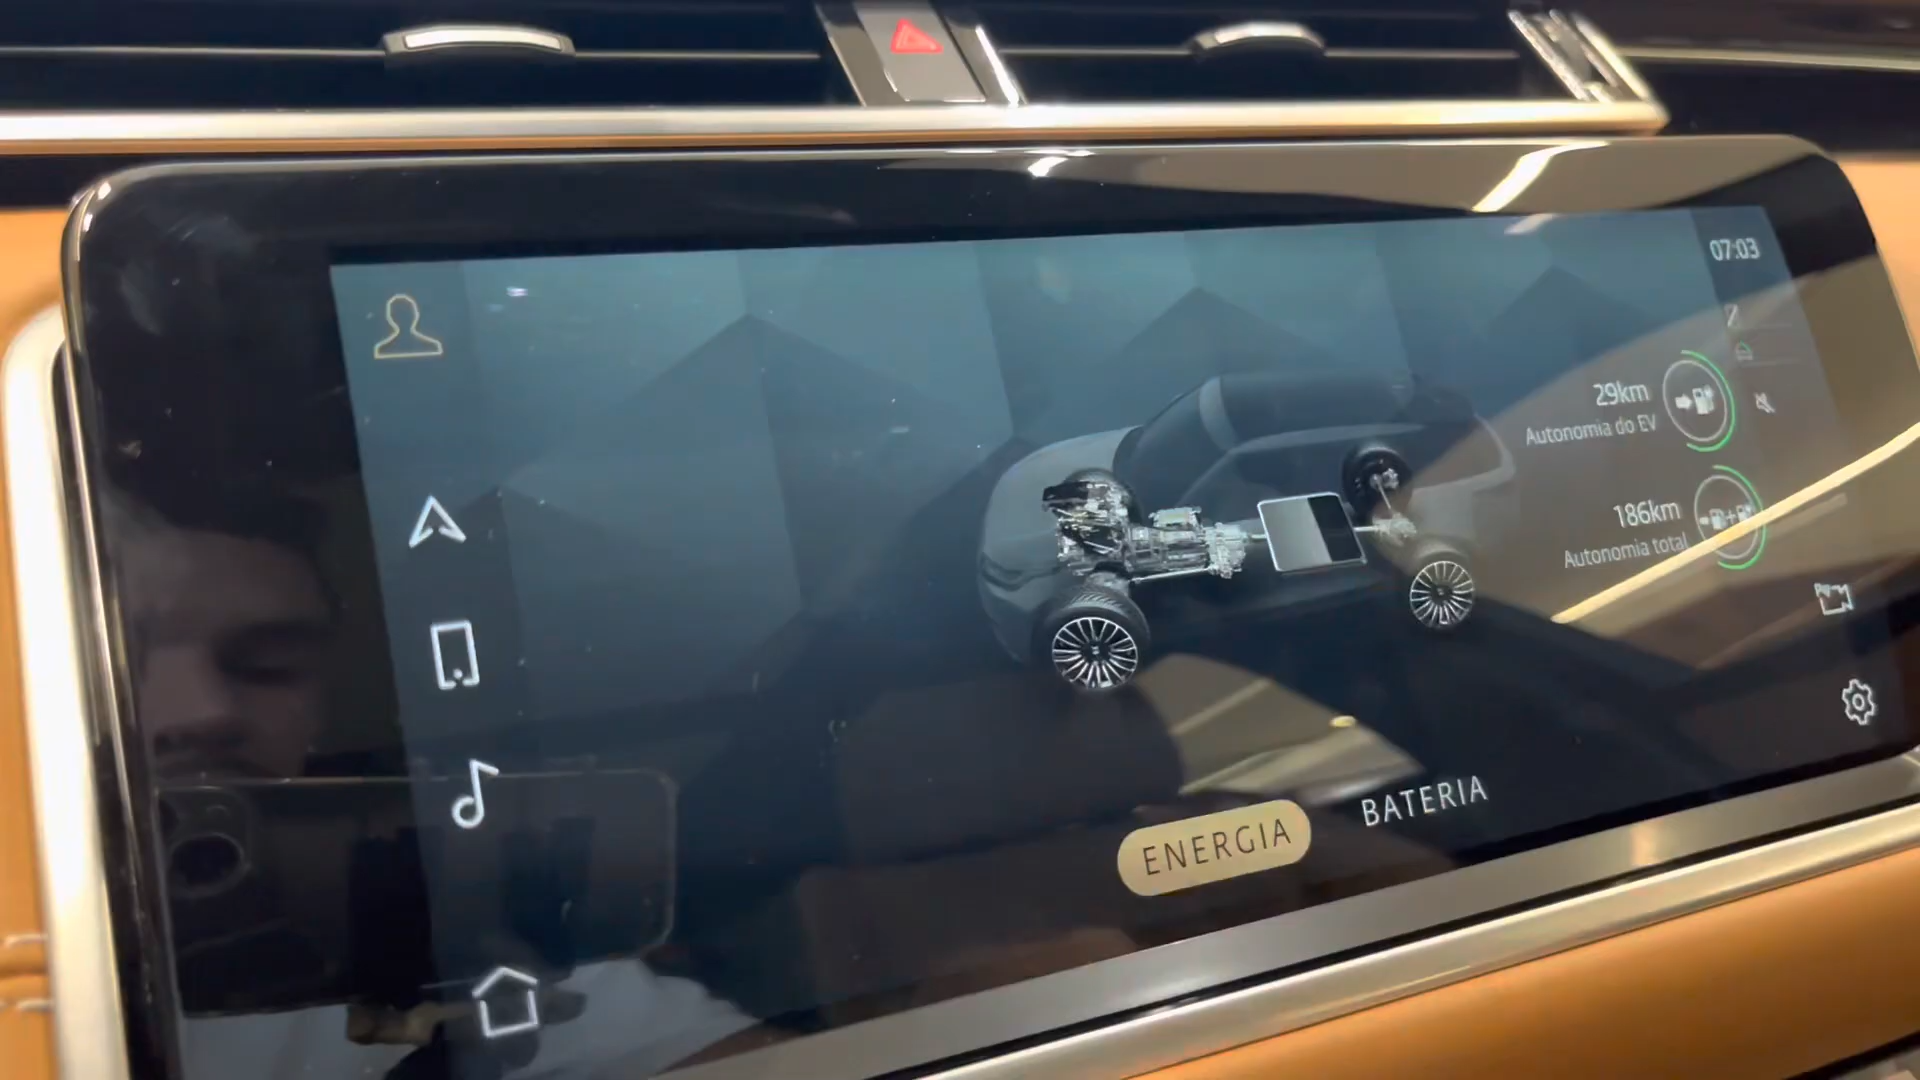 07:03
29km
Autonomia do EV
186km
Autonomia total
ENERGIA
BATERIA